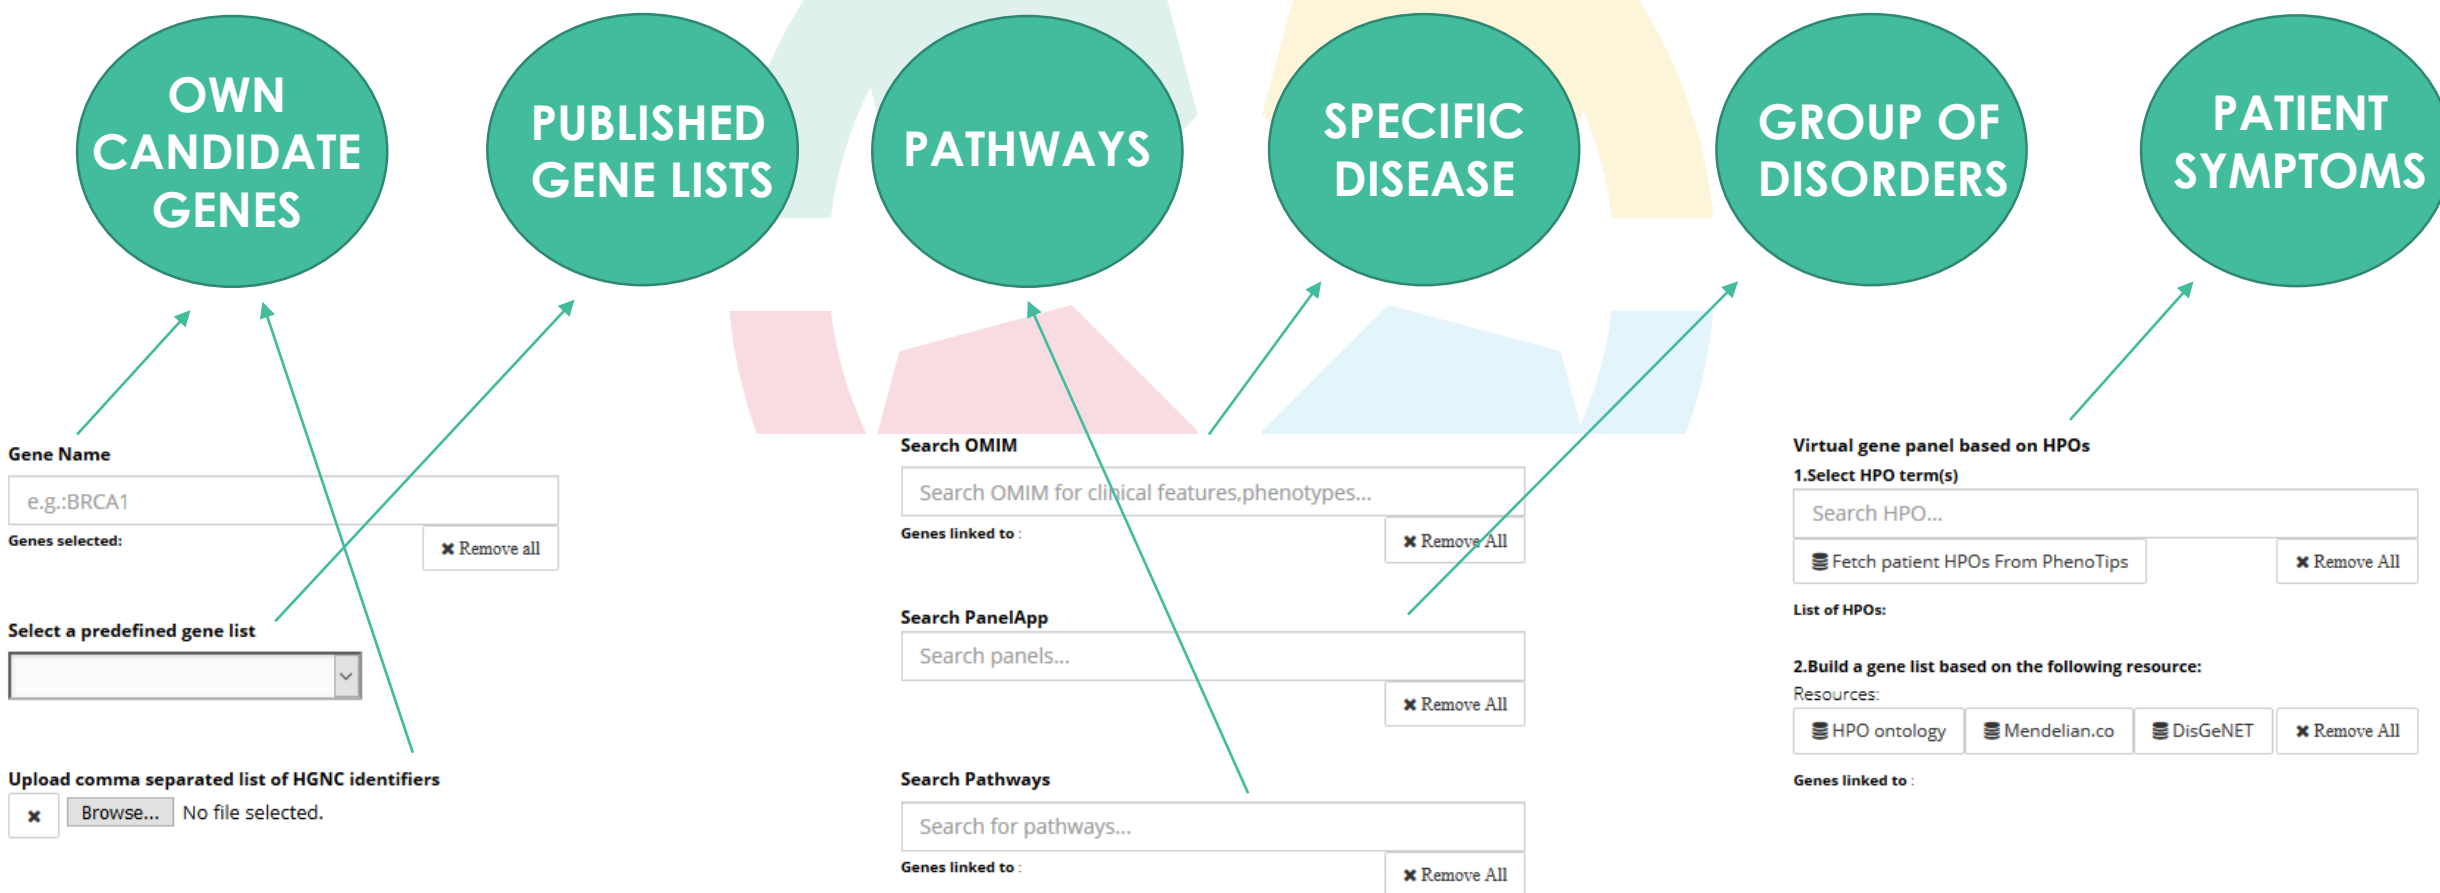 OWN
CANDIDATE
GENES
PUBLISHED
GENE LISTS
PATHWAYS
SPECIFIC
DISEASE
GROUP OF
DISORDERS
PATIENT
SYMPTOMS
Gene Name
e.g.:BRCA1
Genes selected:
✖ Remove all
Select a predefined gene list
Upload comma separated list of HGNC identifiers
✖ Browse... No file selected.
Search OMIM
Search OMIM for clinical features,phenotypes...
Genes linked to :
✖ Remove All
Search PanelApp
Search panels...
✖ Remove All
Search Pathways
Search for pathways...
Genes linked to :
✖ Remove All
Virtual gene panel based on HPOs
1.Select HPO term(s)
Search HPO...
Fetch patient HPOs From PhenoTips
✖ Remove All
List of HPOs:
2.Build a gene list based on the following resource:
Resources:
HPO ontology Mendelian.co DisGeNET ✖ Remove All
Genes linked to :